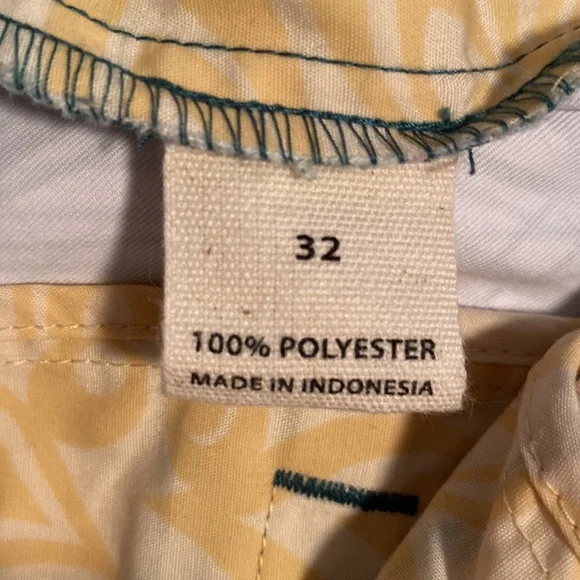 32
100% POLYESTER
MADE IN INDONESIA